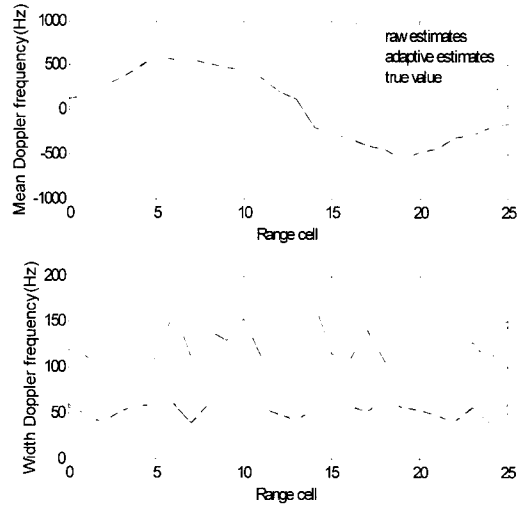 1000
500
0
-500
-1000
Mean Doppler frequency(Hz)
raw estimates
adaptive estimates
true value
0 5 10 15 20 25
Range cell
200
150
100
50
0
Width Doppler frequency(Hz)
0 5 10 15 20 25
Range cell